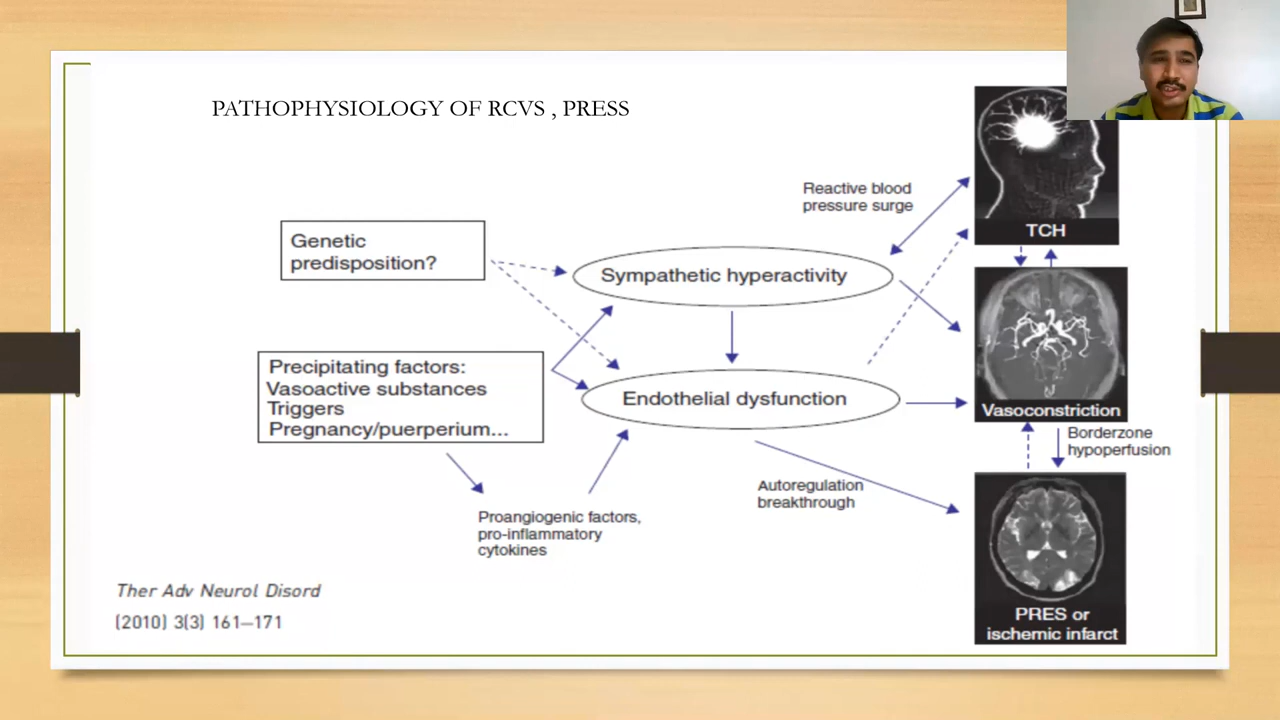 PATHOPHYSIOLOGY OF RCVS , PRESS
Reactive blood
pressure surge
TCH
Genetic
predisposition?
Sympathetic hyperactivity
Precipitating factors:
Vasoactive substances
Triggers
Pregnancy/puerperium...
Endothelial dysfunction
Vasoconstriction
Borderzone
hypoperfusion
Autoregulation
breakthrough
Proangiogenic factors,
pro-inflammatory
cytokines
PRES or
ischemic infarct
Ther Adv Neurol Disord
(2010) 3(3) 161—171